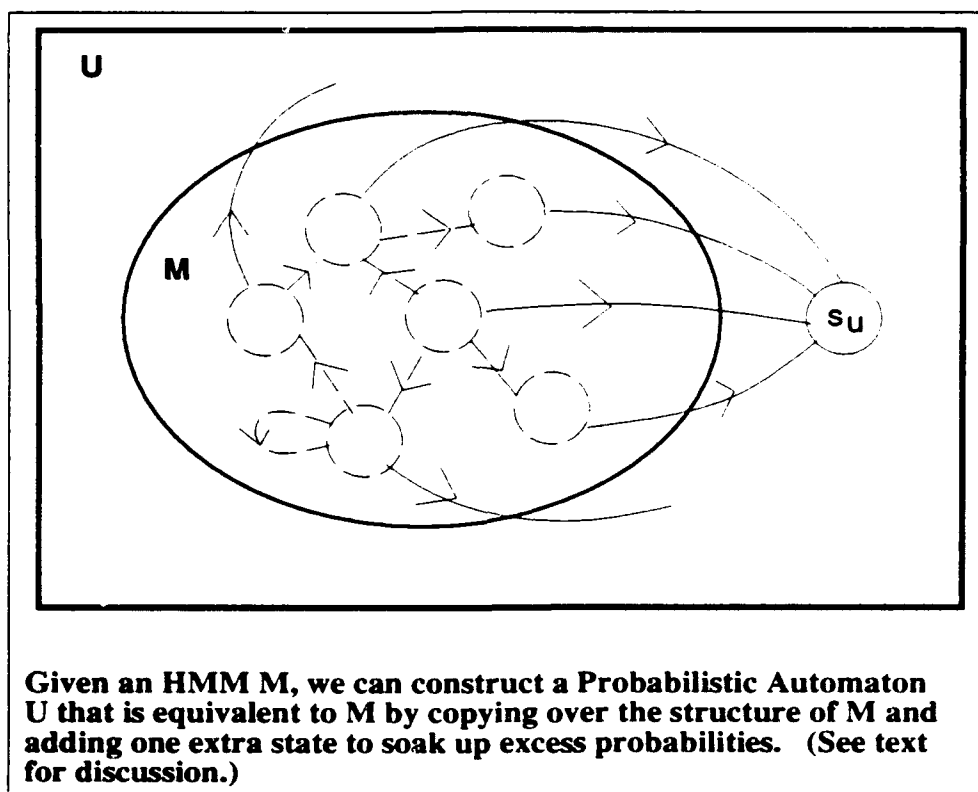 U
M
sU
Given an HMM M, we can construct a Probabilistic Automaton
U that is equivalent to M by copying over the structure of M and
adding one extra state to soak up excess probabilities. (See text
for discussion.)